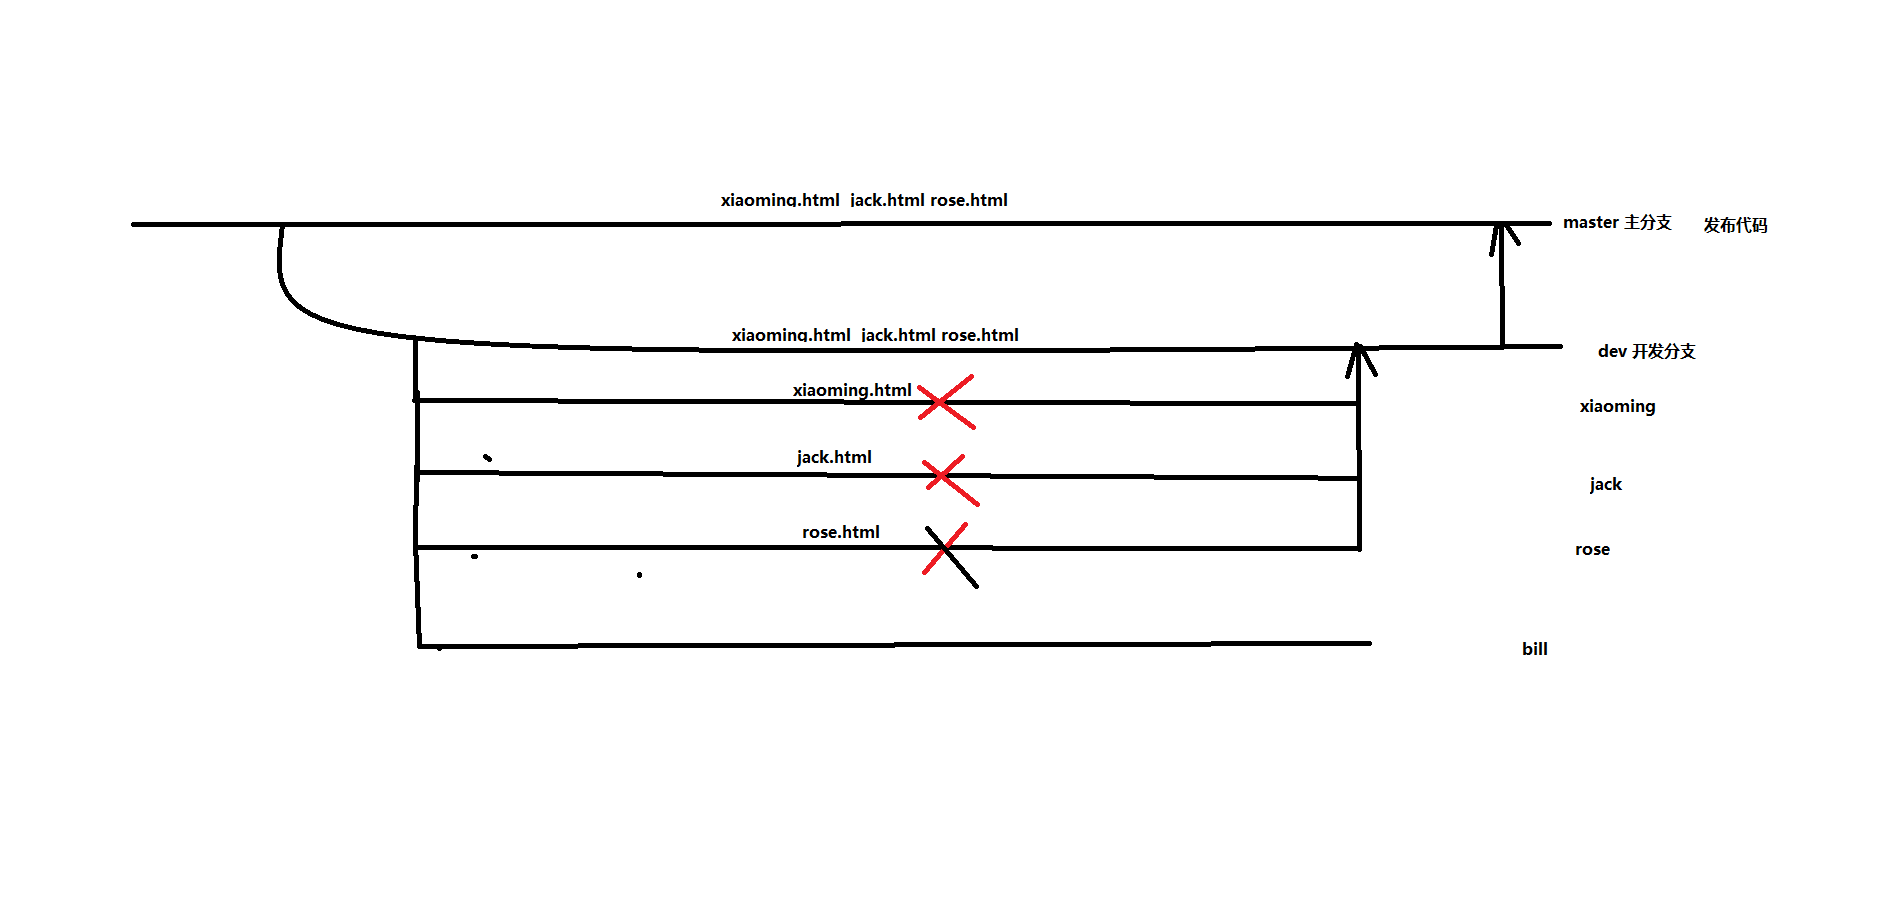 xiaoming.html  jack.html rose.html
master 主分支 发布代码
xiaoming.html  jack.html rose.html
dev 开发分支
xiaoming.html
xiaoming
jack.html
jack
rose.html
rose
bill